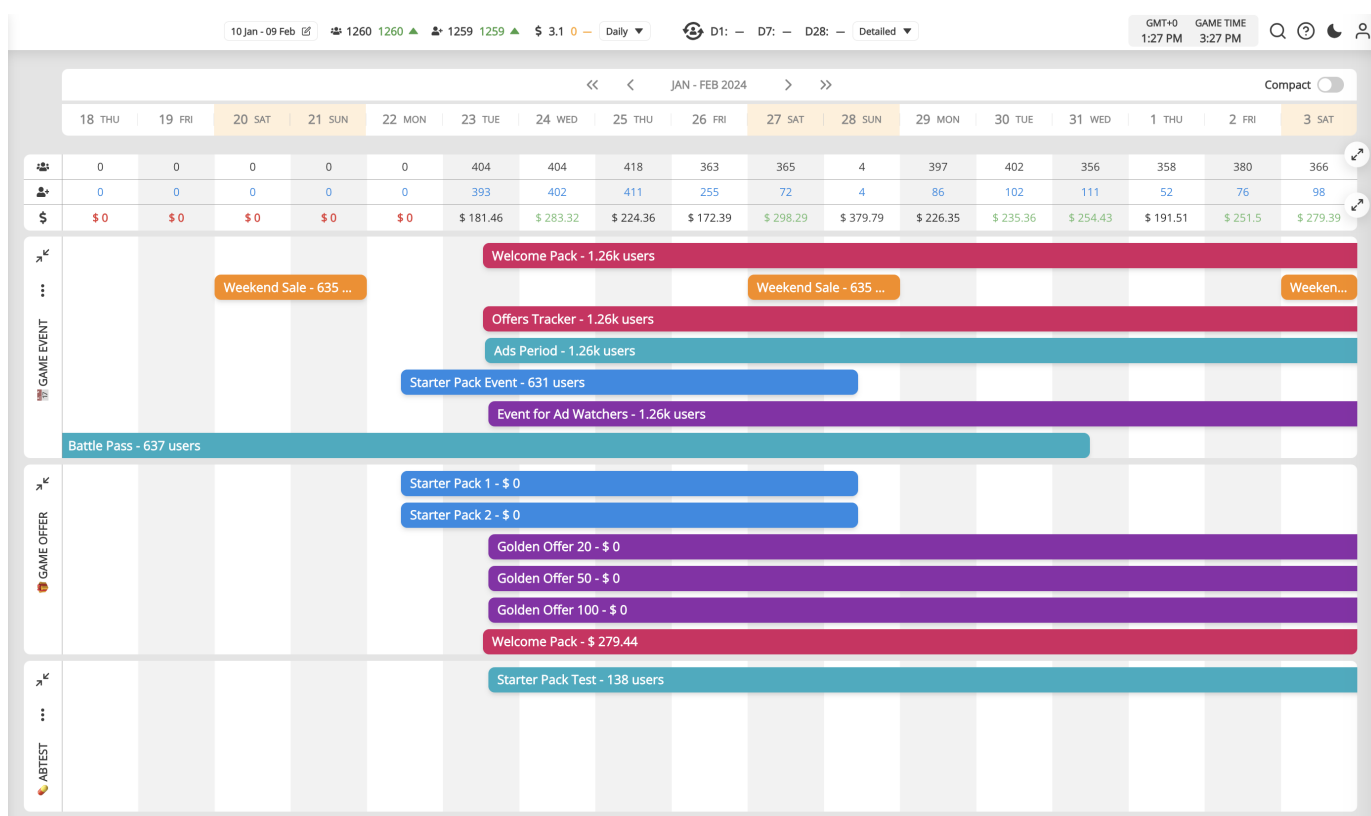 10 Jan - 09 Feb 1260 1260 1259 1259 $ 3.1 0 – Daily D1: – D7: – D28: – Detailed GMT+0 GAME TIME
1:27 PM 3:27 PM
JAN - FEB 2024 Compact
18 THU 19 FRI 20 SAT 21 SUN 22 MON 23 TUE 24 WED 25 THU 26 FRI 27 SAT 28 SUN 29 MON 30 TUE 31 WED 1 THU 2 FRI 3 SAT
0 0 0 0 0 404 404 418 363 365 4 397 402 356 358 380 366
0 0 0 0 0 393 402 411 255 72 4 86 102 111 52 76 98
$ $ 0 $ 0 $ 0 $ 0 $ 0 $ 181.46 $ 283.32 $ 224.36 $ 172.39 $ 298.29 $ 379.79 $ 226.35 $ 235.36 $ 254.43 $ 191.51 $ 251.5 $ 279.39
GAME EVENT
Welcome Pack - 1.26k users
Weekend Sale - 635 ... Weekend Sale - 635 ... Weeken...
Offers Tracker - 1.26k users
Ads Period - 1.26k users
Starter Pack Event - 631 users
Event for Ad Watchers - 1.26k users
Battle Pass - 637 users
GAME OFFER
Starter Pack 1 - $ 0
Starter Pack 2 - $ 0
Golden Offer 20 - $ 0
Golden Offer 50 - $ 0
Golden Offer 100 - $ 0
Welcome Pack - $ 279.44
ABTEST
Starter Pack Test - 138 users